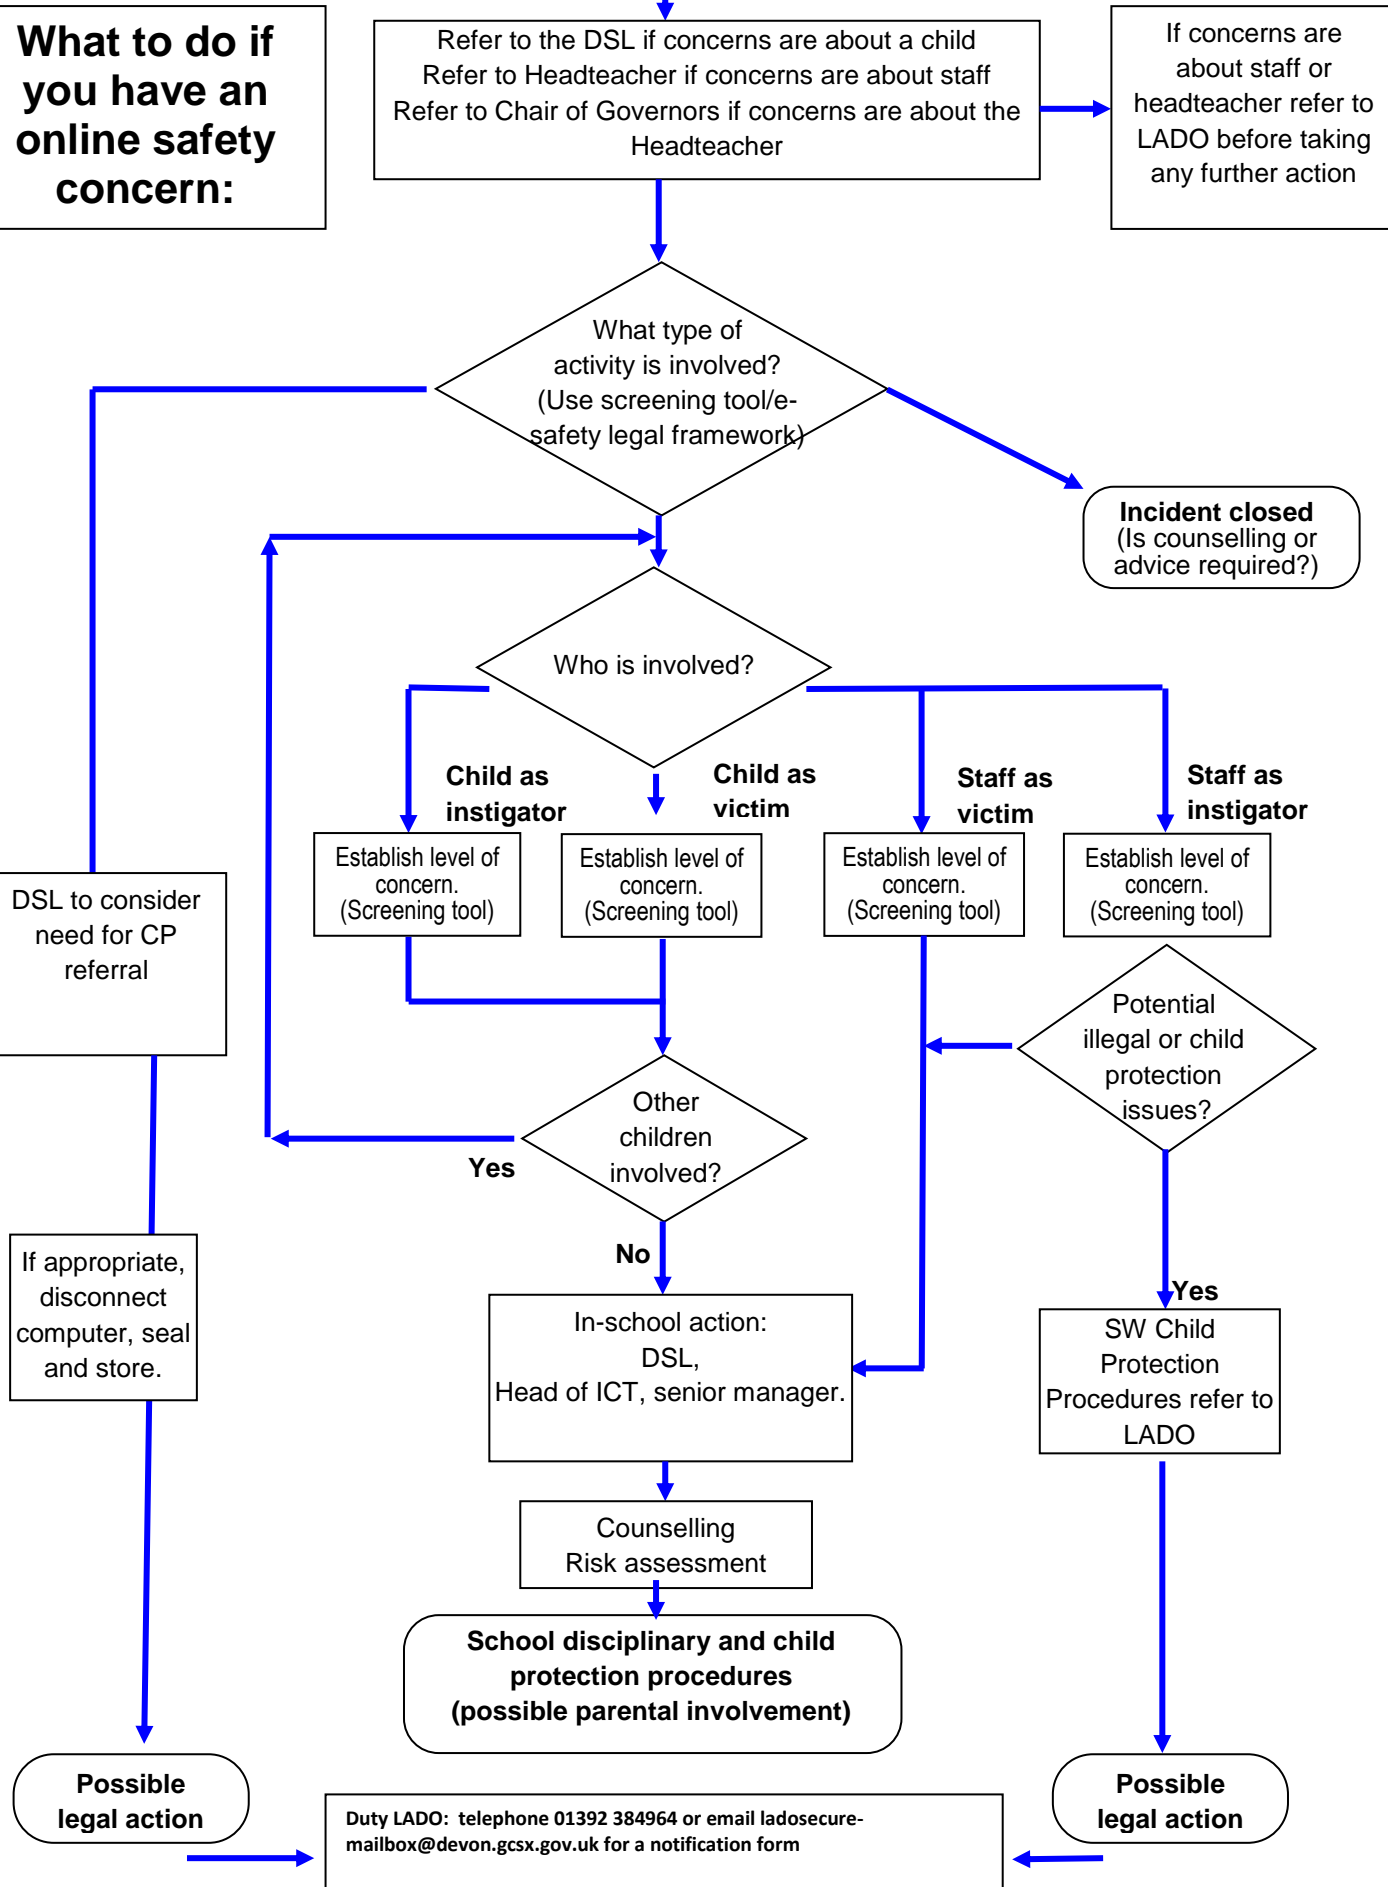 What to do if
you have an
online safety
concern:
Refer to the DSL if concerns are about a child
Refer to Headteacher if concerns are about staff
Refer to Chair of Governors if concerns are about the
Headteacher
If concerns are
about staff or
headteacher refer to
LADO before taking
any further action
What type of
activity is involved?
(Use screening tool/e-
safety legal framework)
Incident closed
(Is counselling or
advice required?)
Who is involved?
Child as
instigator
Child as
victim
Staff as
victim
Staff as
instigator
Establish level of
concern.
(Screening tool)
Establish level of
concern.
(Screening tool)
Establish level of
concern.
(Screening tool)
Establish level of
concern.
(Screening tool)
DSL to consider
need for CP
referral
Potential
illegal or child
protection
issues?
Other
children
involved?
Yes
No
If appropriate,
disconnect
computer, seal
and store.
In-school action:
DSL,
Head of ICT, senior manager.
Yes
SW Child
Protection
Procedures refer to
LADO
Counselling
Risk assessment
School disciplinary and child
protection procedures
(possible parental involvement)
Possible
legal action
Possible
legal action
Duty LADO: telephone 01392 384964 or email ladosecure-
mailbox@devon.gcsx.gov.uk for a notification form